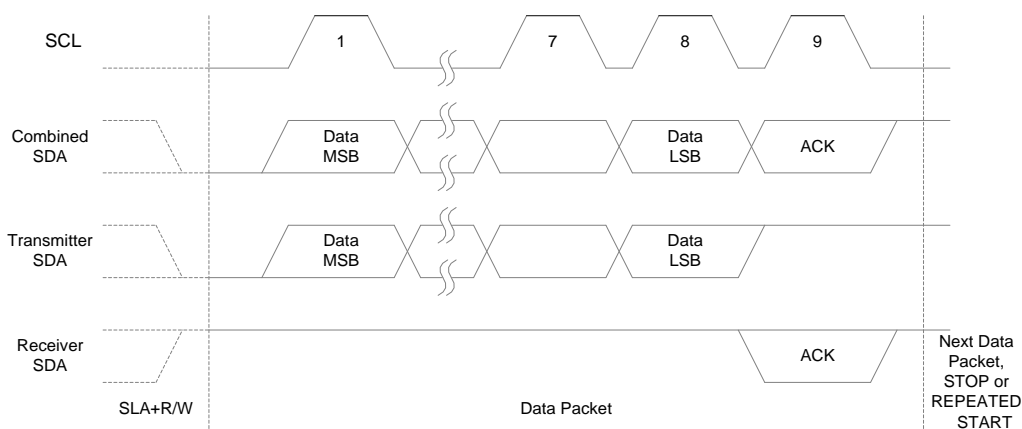 SCL
1
7
8
9
Combined
SDA
Data
MSB
Data
LSB
ACK
Transmitter
SDA
Data
MSB
Data
LSB
Receiver
SDA
ACK
SLA+R/W
Data Packet
Next Data
Packet,
STOP or
REPEATED
START